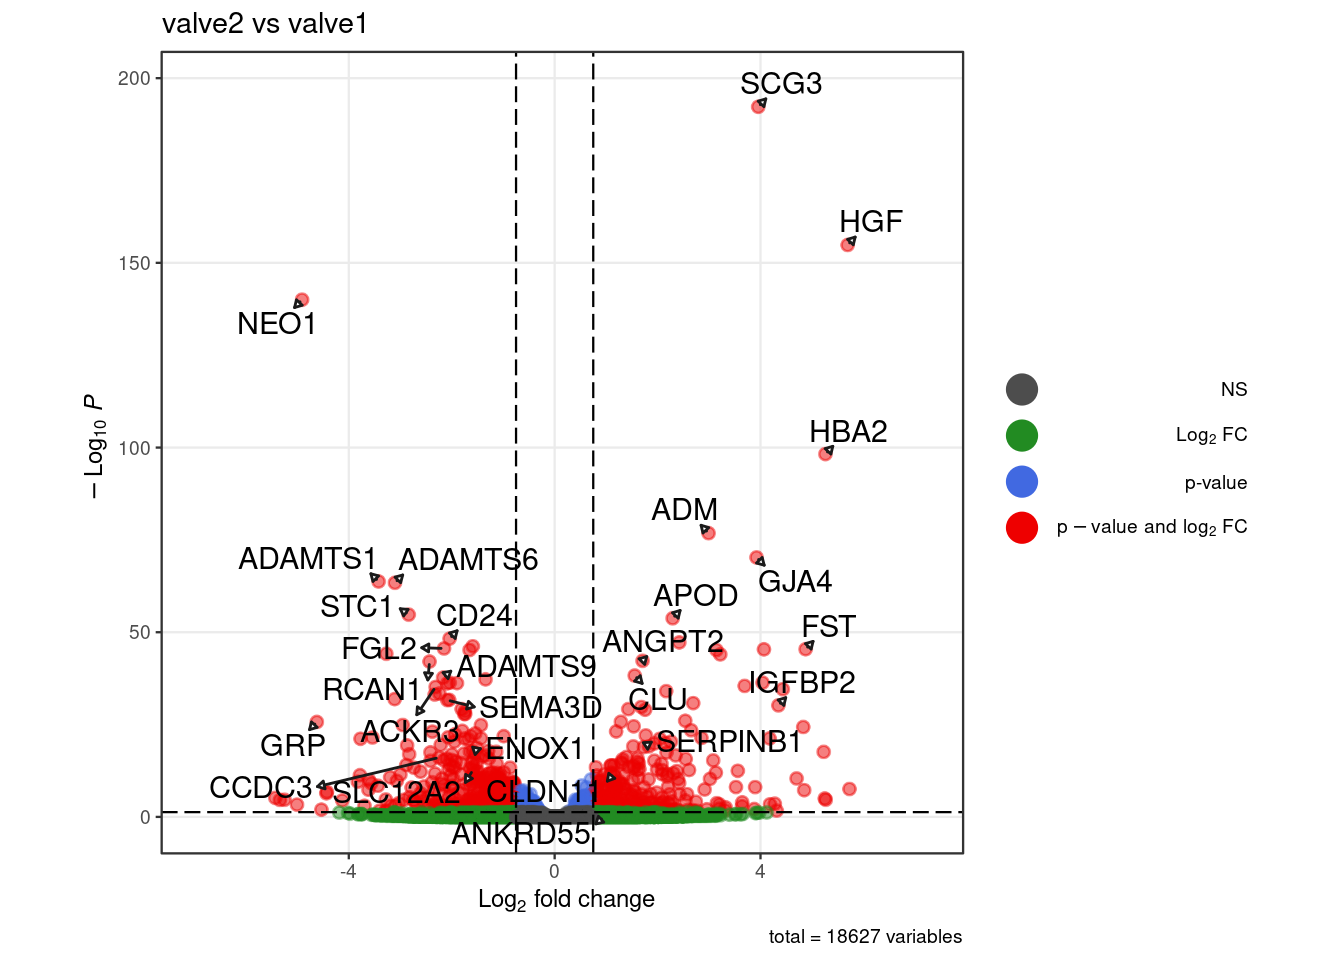 valve2 vs valve1
SCG3
HGF
NEO1
HBA2
ADM
ADAMTS1
ADAMTS6
GJA4
STC1
CD24
APOD
FST
FGL2
ANGPT2
ADAMTS9
RCAN1
IGFBP2
CLU
SEMA3D
ACKR3
GRP
ENOX1
SERPINB1
CCDC3
SLC12A2
CLDN11
ANKRD55
200
150
100
50
0
-4
0
4
− Log₁₀ P
Log₂ fold change
NS
Log₂ FC
p-value
p − value and log₂ FC
total = 18627 variables